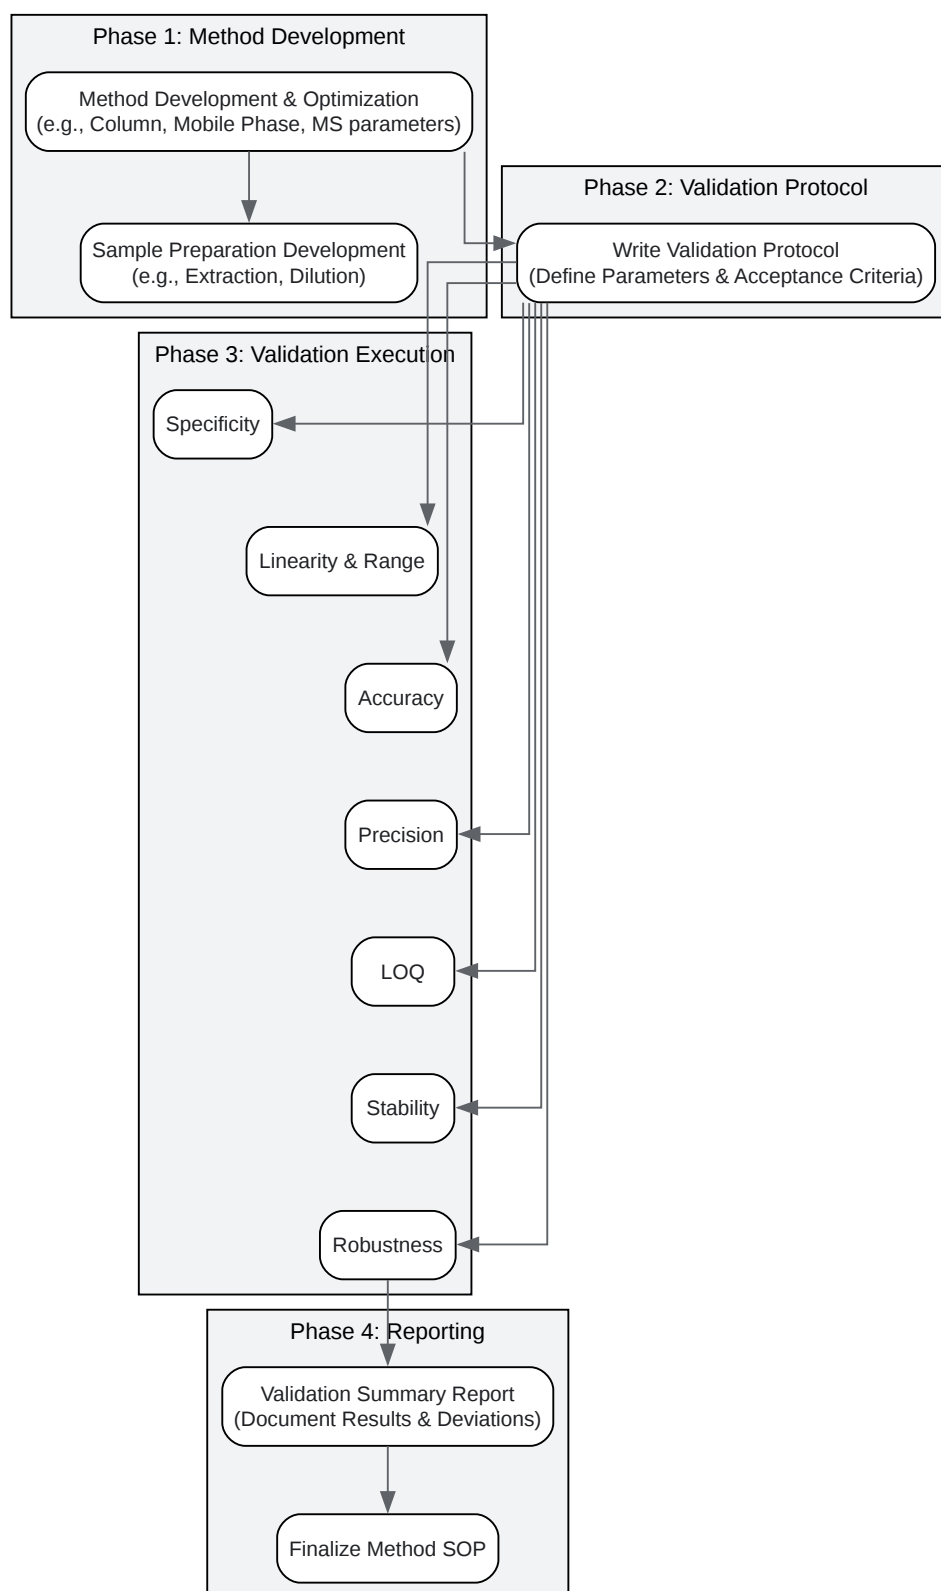 Phase 1: Method Development
Method Development & Optimization
(e.g., Column, Mobile Phase, MS parameters)
Sample Preparation Development
(e.g., Extraction, Dilution)
Phase 2: Validation Protocol
Write Validation Protocol
(Define Parameters & Acceptance Criteria)
Phase 3: Validation Execution
Specificity
Linearity & Range
Accuracy
Precision
LOQ
Stability
Robustness
Phase 4: Reporting
Validation Summary Report
(Document Results & Deviations)
Finalize Method SOP